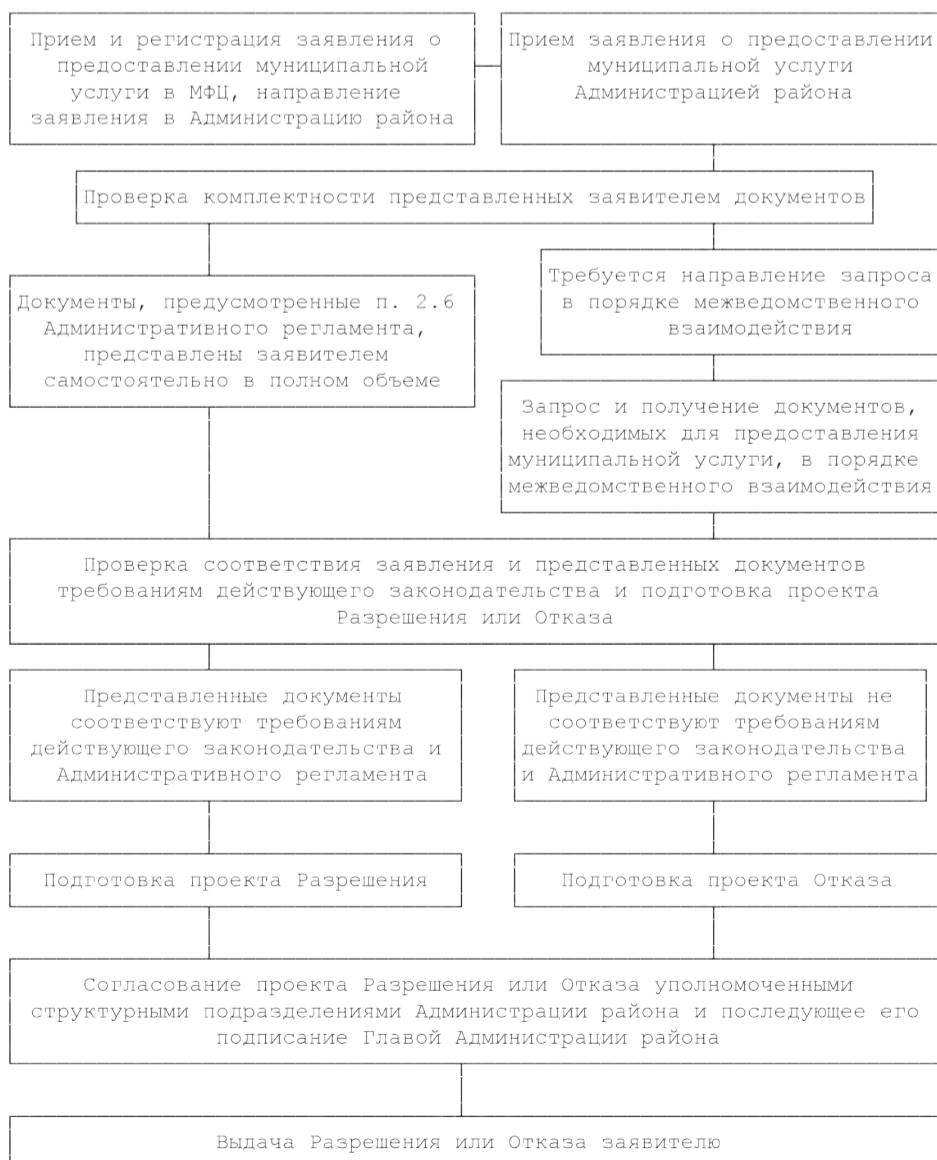 Прием и регистрация заявления о
предоставлении муниципальной
услуги в МФЦ, направление
заявления в Администрацию района
Прием заявления о предоставлении
муниципальной услуги
Администрацией района
Проверка комплектности представленных заявителем документов
Документы, предусмотренные п. 2.6
Административного регламента,
представлены заявителем
самостоятельно в полном объеме
Требуется направление запроса
в порядке межведомственного
взаимодействия
Запрос и получение документов,
необходимых для предоставления
муниципальной услуги, в порядке
межведомственного взаимодействия
Проверка соответствия заявления и представленных документов
требованиям действующего законодательства и подготовка проекта
Разрешения или Отказа
Представленные документы
соответствуют требованиям
действующего законодательства и
Административного регламента
Представленные документы не
соответствуют требованиям
действующего законодательства
и Административного регламента
Подготовка проекта Разрешения
Подготовка проекта Отказа
Согласование проекта Разрешения или Отказа уполномоченными
структурными подразделениями Администрации района и последующее его
подписание Главой Администрации района
Выдача Разрешения или Отказа заявителю